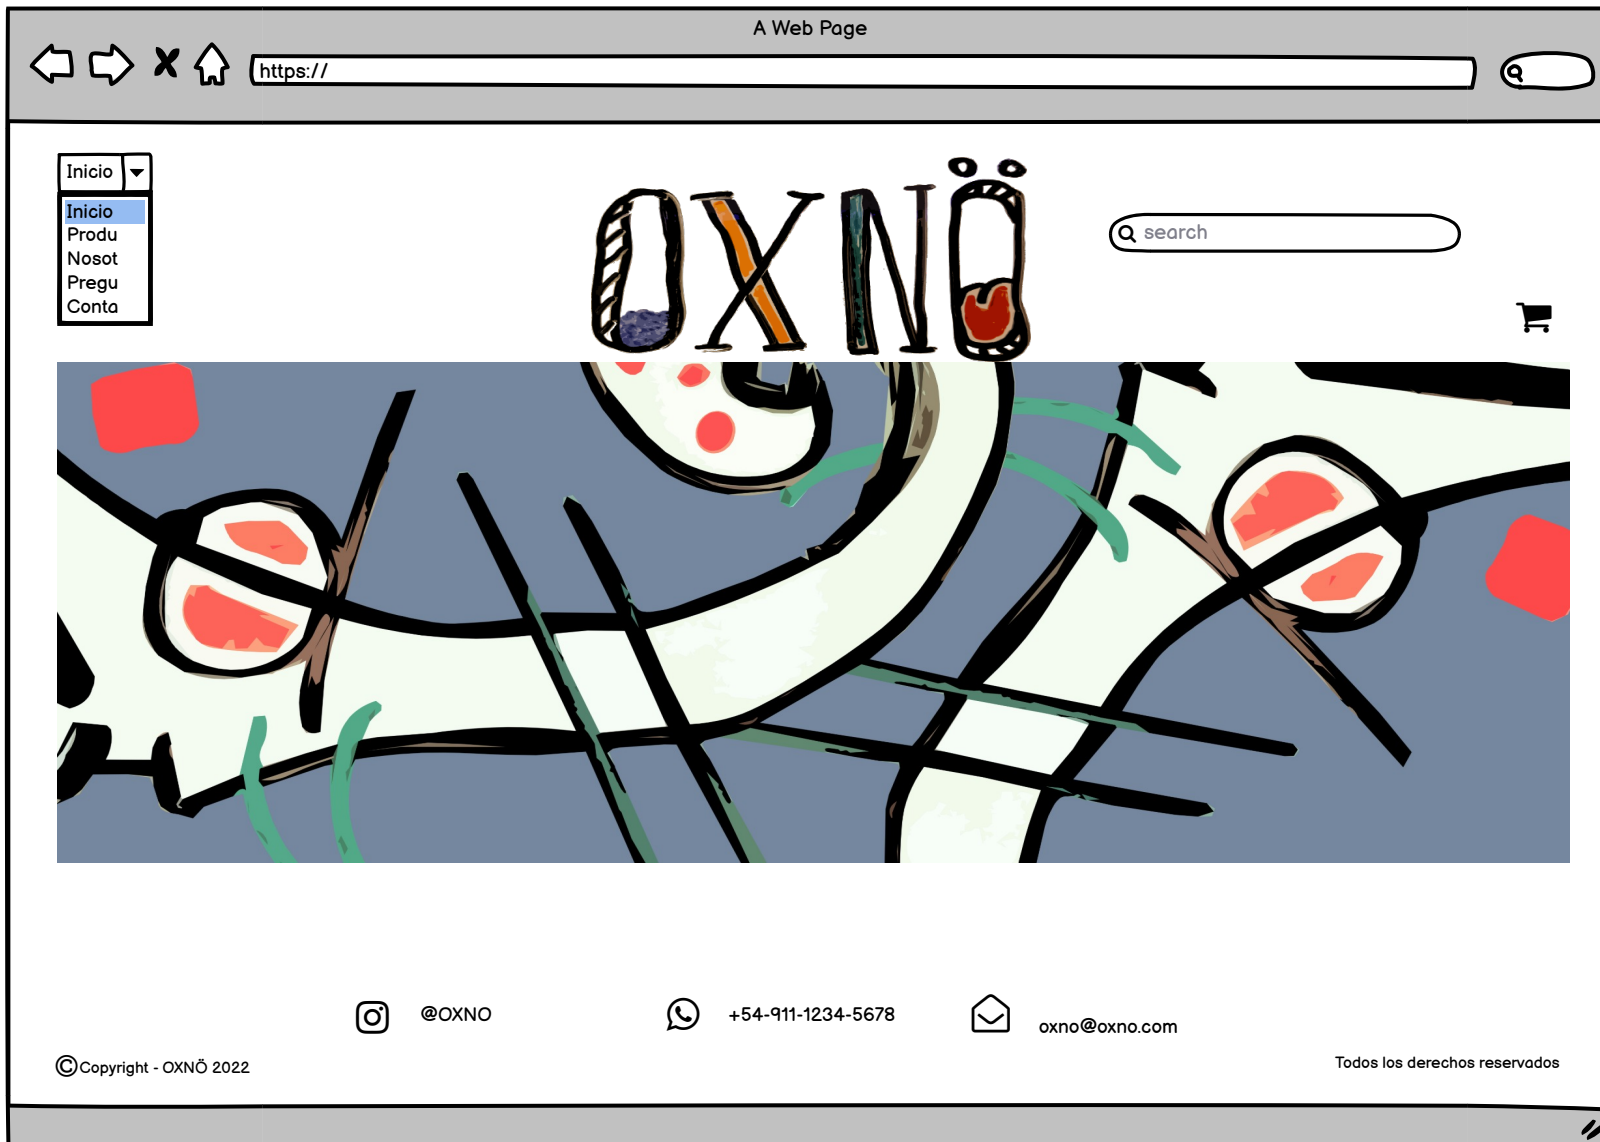 A Web Page
https://
Inicio
Inicio
Produ
Nosot
Pregu
Conta
OXNÖ
search
@OXNO
+54-911-1234-5678
oxno@oxno.com
©Copyright - OXNÖ 2022
Todos los derechos reservados